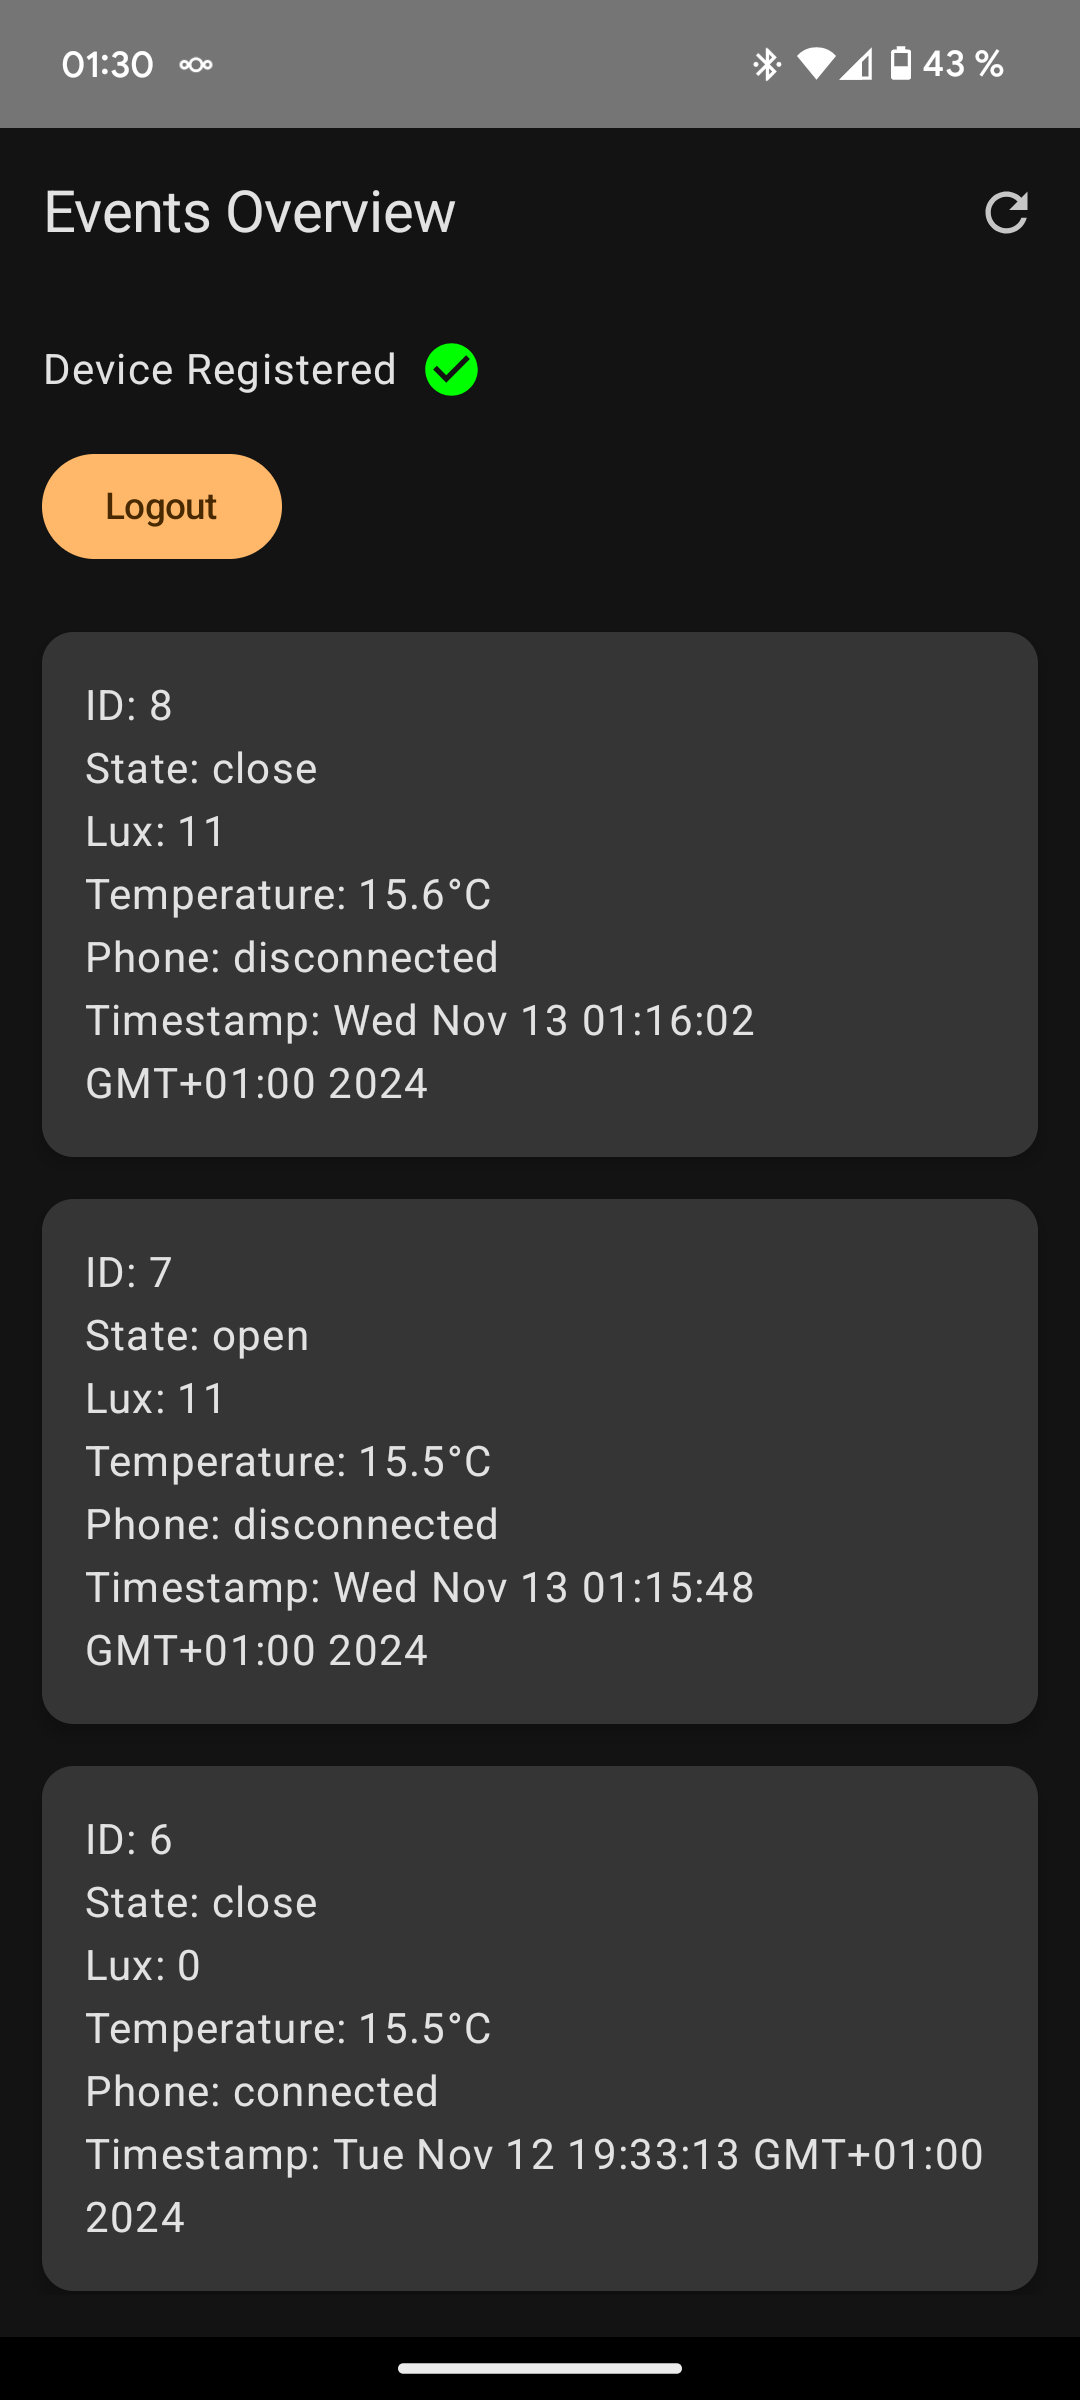 01:30
43 %
Events Overview
Device Registered
Logout
ID: 8
State: close
Lux: 11
Temperature: 15.6°C
Phone: disconnected
Timestamp: Wed Nov 13 01:16:02
GMT+01:00 2024
ID: 7
State: open
Lux: 11
Temperature: 15.5°C
Phone: disconnected
Timestamp: Wed Nov 13 01:15:48
GMT+01:00 2024
ID: 6
State: close
Lux: 0
Temperature: 15.5°C
Phone: connected
Timestamp: Tue Nov 12 19:33:13 GMT+01:00
2024